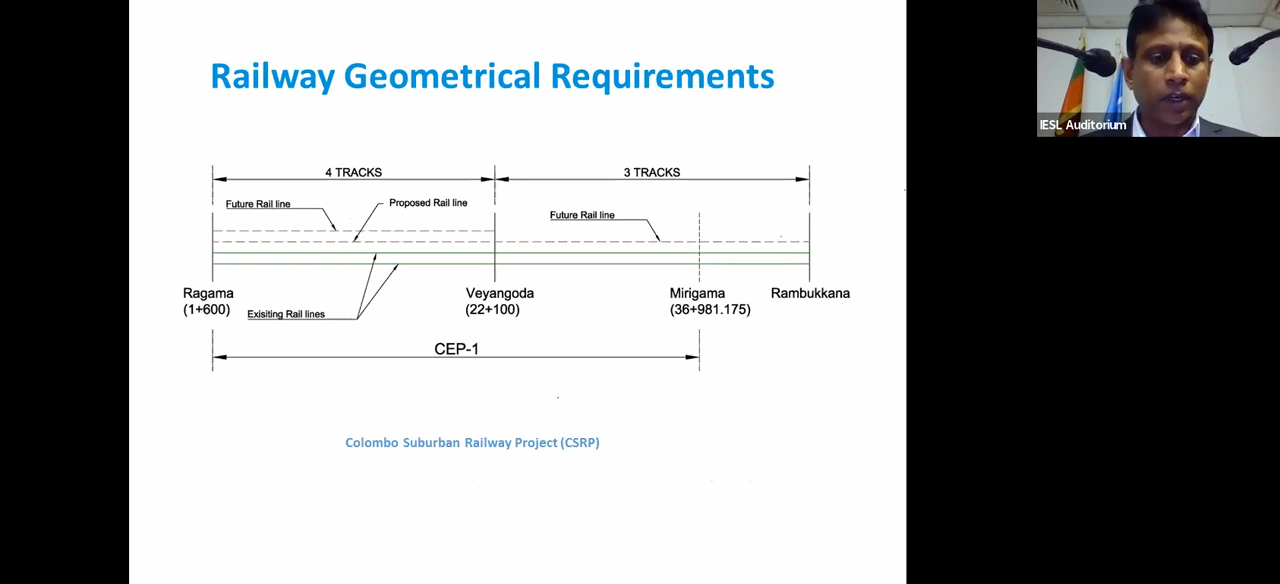 Railway Geometrical Requirements
IESL Auditorium
4 TRACKS
3 TRACKS
Future Rail line
Proposed Rail line
Future Rail line
Ragama
(1+600)
Exisiting Rail lines
Veyangoda
(22+100)
Mirigama
(36+981.175)
Rambukkana
CEP-1
Colombo Suburban Railway Project (CSRP)